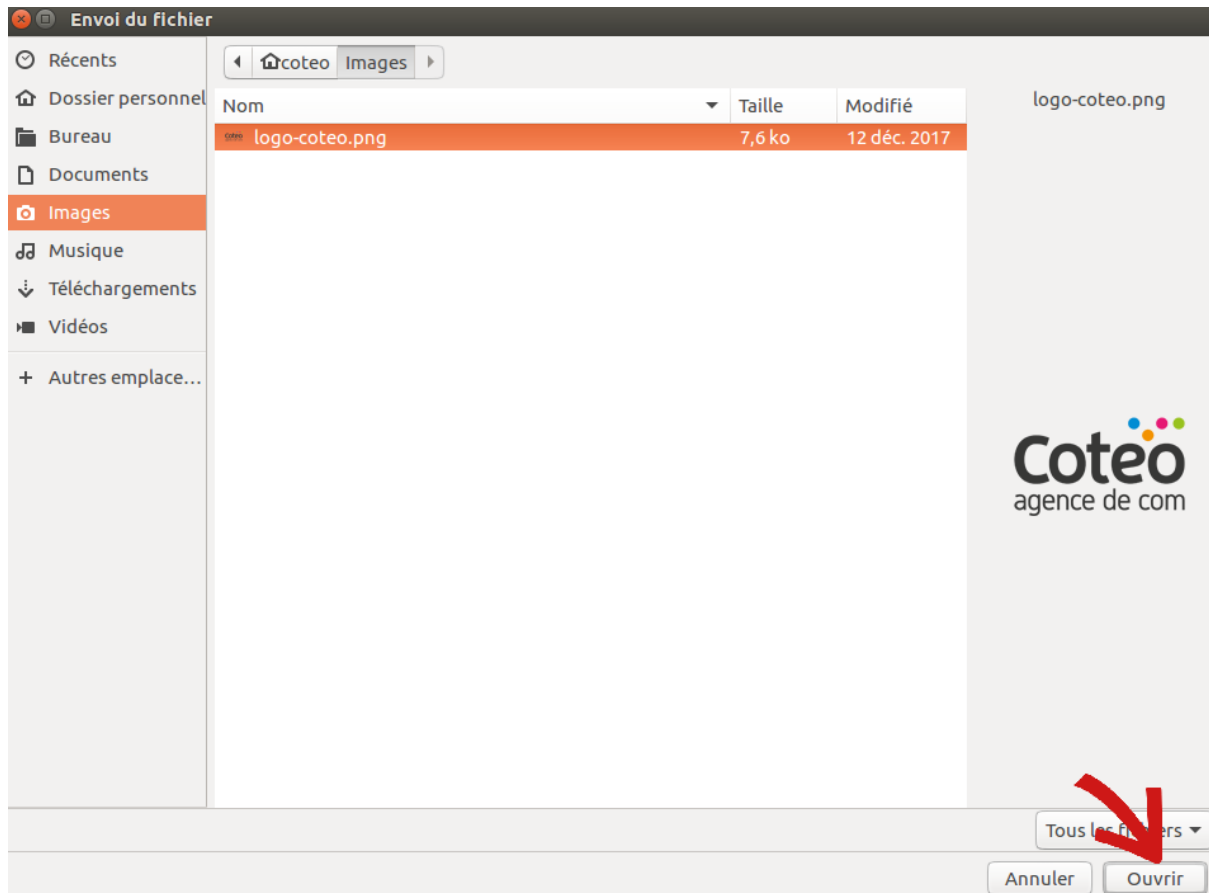 Envoi du fichier
Récents
Dossier personnel
Bureau
Documents
Images
Musique
Téléchargements
Vidéos
+ Autres emplace...
coteo Images
Nom Taille Modifié
logo-coteo.png 7,6 ko 12 déc. 2017
logo-coteo.png
Coteo
agence de com
Tous les fichiers
Annuler Ouvrir